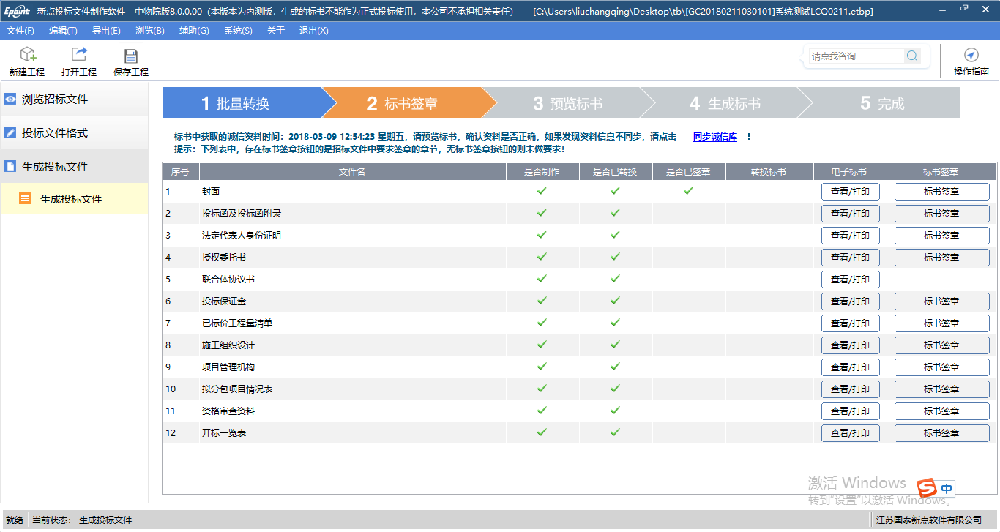 Epoint 新点投标文件制作软件—中物院版8.0.0.00（本版本为内测版，生成的标书不能作为正式投标使用，本公司不承担相关责任） [C:\Users\liuchangqing\Desktop\tb\[GC20180211030101]系统测试LCQ0211.etbp]
文件(F) 编辑(T) 导出(E) 浏览(B) 辅助(G) 系统(S) 关于 退出(X)
新建工程 打开工程 保存工程 请点我咨询 操作指南
浏览招标文件
投标文件格式
生成投标文件
生成投标文件
1 批量转换 2 标书签章 3 预览标书 4 生成标书 5 完成
标书中获取的诚信资料时间：2018-03-09 12:54:23 星期五，请预览标书，确认资料是否正确，如果发现资料信息不同步，请点击 同步诚信库 ！
提示：下列表中，存在标书签章按钮的是招标文件中要求签章的章节，无标书签章按钮的则未做要求！
序号 文件名 是否制作 是否已转换 是否已签章 转换标书 电子标书 标书签章
1 封面 查看/打印 标书签章
2 投标函及投标函附录 查看/打印 标书签章
3 法定代表人身份证明 查看/打印 标书签章
4 授权委托书 查看/打印 标书签章
5 联合体协议书 查看/打印
6 投标保证金 查看/打印 标书签章
7 已标价工程量清单 查看/打印 标书签章
8 施工组织设计 查看/打印 标书签章
9 项目管理机构 查看/打印 标书签章
10 拟分包项目情况表 查看/打印 标书签章
11 资格审查资料 查看/打印 标书签章
12 开标一览表 查看/打印 标书签章
激活 Windows
转到"设置"以激活 Windows。
S 中
就绪 当前状态： 生成投标文件 江苏国泰新点软件有限公司